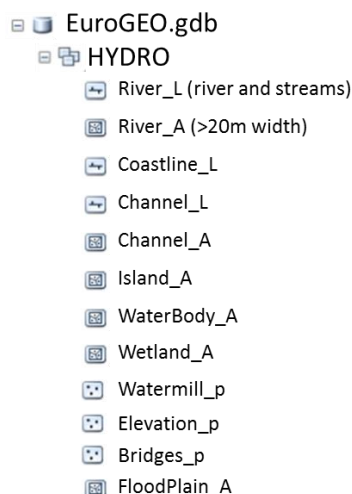 EuroGEO.gdb
HYDRO
River_L (river and streams)
River_A (>20m width)
Coastline_L
Channel_L
Channel_A
Island_A
WaterBody_A
Wetland_A
Watermill_p
Elevation_p
Bridges_p
FloodPlain_A